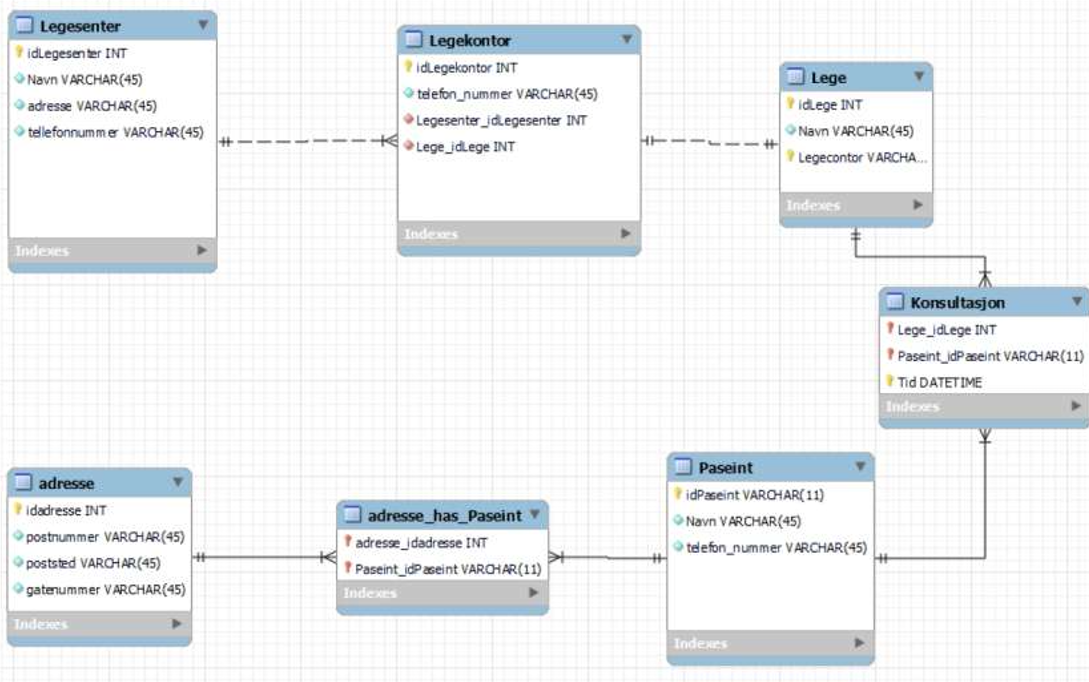 Legesenter
idLegesenter INT
Navn VARCHAR(45)
adresse VARCHAR(45)
tellefonnummer VARCHAR(45)
Indexes
Legekontor
idLegekontor INT
telefon_nummer VARCHAR(45)
Legesenter_idLegesenter INT
Lege_idLege INT
Indexes
Lege
idLege INT
Navn VARCHAR(45)
Legecontor VARCHA...
Indexes
Konsultasjon
Lege_idLege INT
Paseint_idPaseint VARCHAR(11)
Tid DATETIME
Indexes
adresse
idadresse INT
postnummer VARCHAR(45)
poststed VARCHAR(45)
gatenummer VARCHAR(45)
Indexes
adresse_has_Paseint
adresse_idadresse INT
Paseint_idPaseint VARCHAR(11)
Indexes
Paseint
idPaseint VARCHAR(11)
Navn VARCHAR(45)
telefon_nummer VARCHAR(45)
Indexes